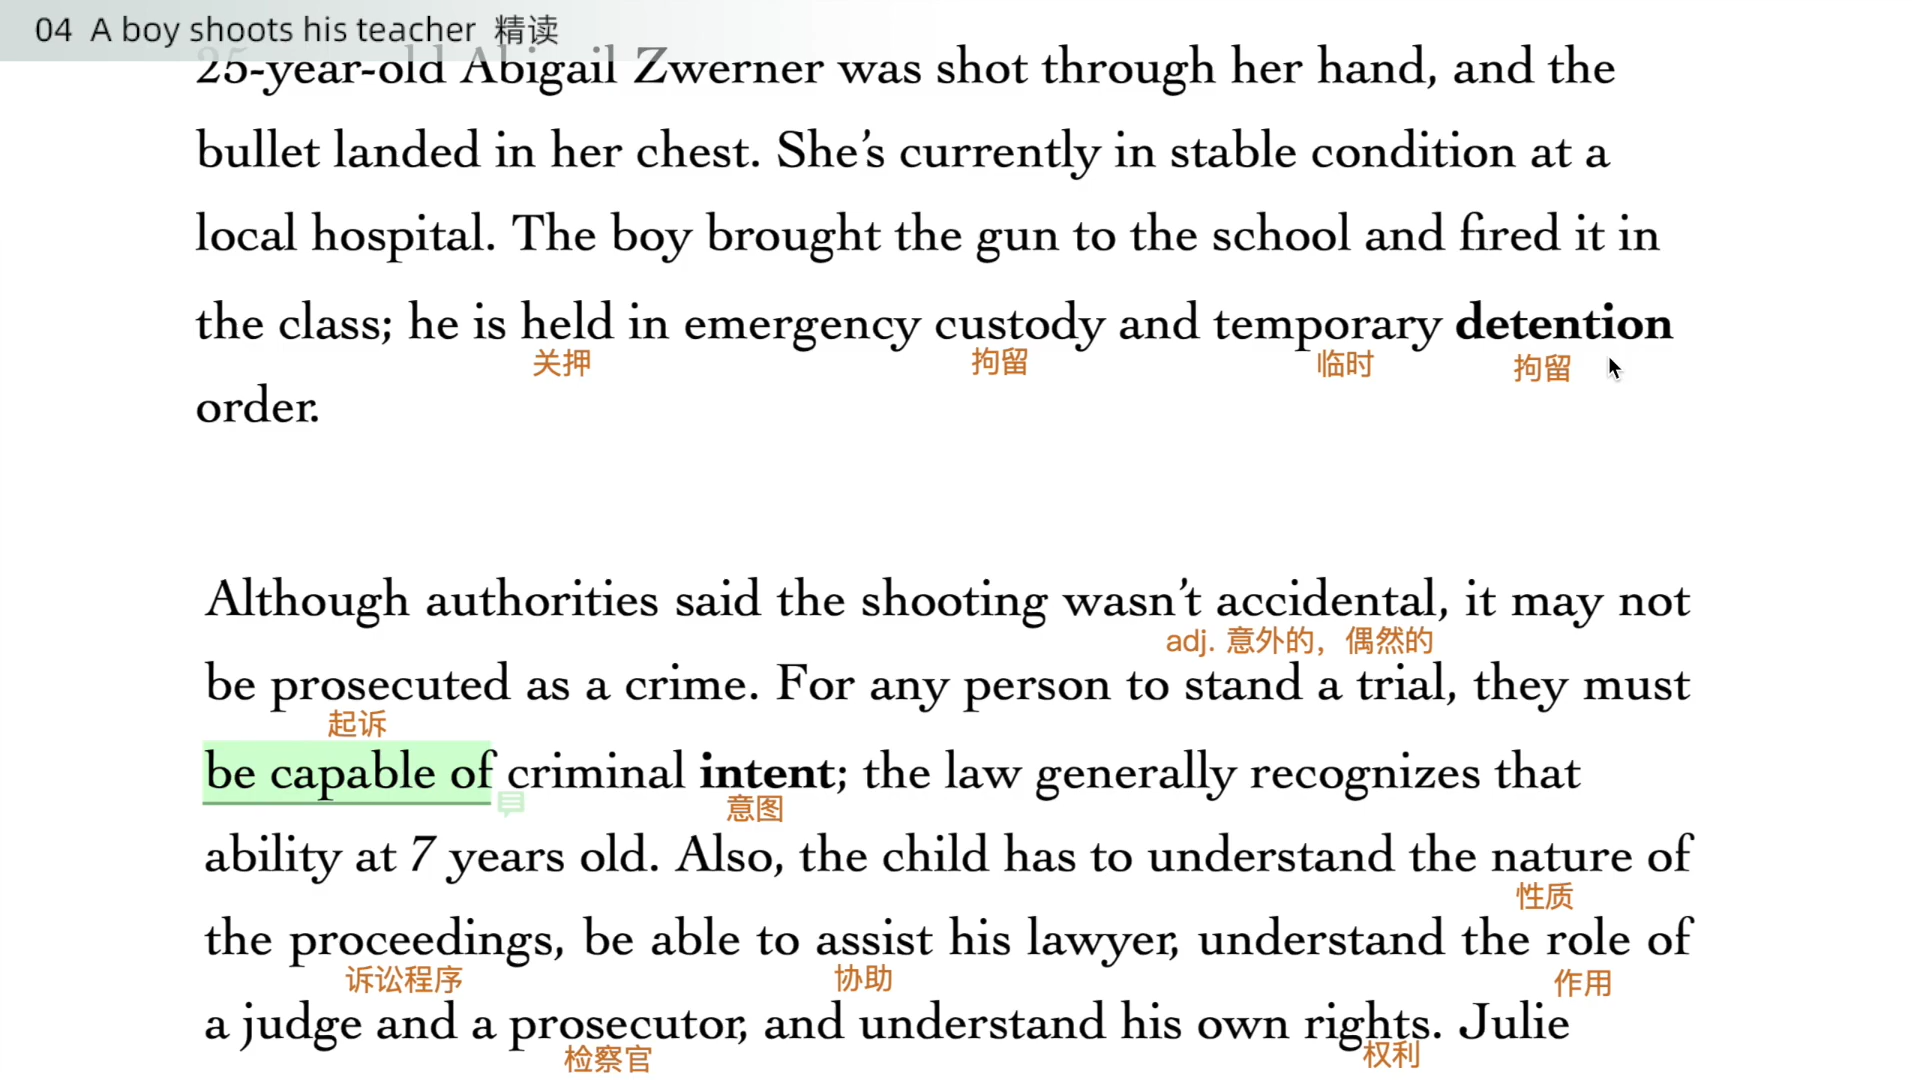 04 A boy shoots his teacher 精读
25-year-old Abigail Zwerner was shot through her hand, and the
bullet landed in her chest. She’s currently in stable condition at a
local hospital. The boy brought the gun to the school and fired it in
the class; he is held in emergency custody and temporary detention
关押 拘留 临时 拘留
order.
Although authorities said the shooting wasn’t accidental, it may not
adj. 意外的，偶然的
be prosecuted as a crime. For any person to stand a trial, they must
起诉
be capable of criminal intent; the law generally recognizes that
意图
ability at 7 years old. Also, the child has to understand the nature of
性质
the proceedings, be able to assist his lawyer, understand the role of
诉讼程序 协助 作用
a judge and a prosecutor, and understand his own rights. Julie
检察官 权利